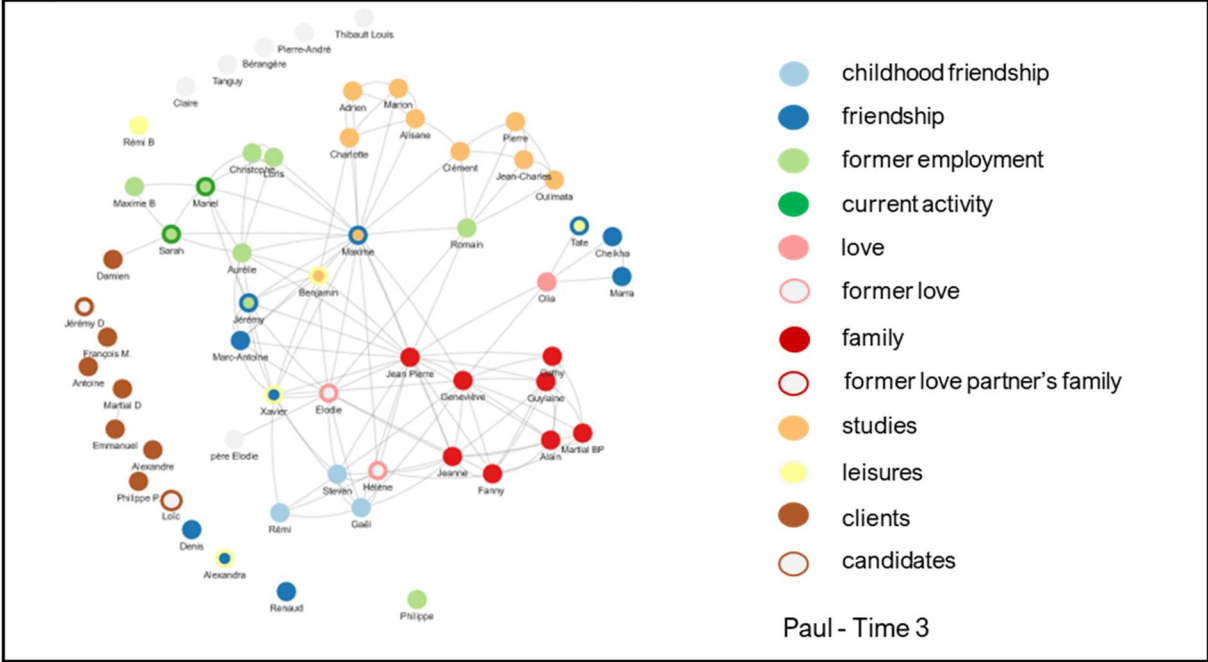 Thibault Louis
Pierre-André
Bérangère
Tanguy
Claire
Rémi B
Adrien
Marion
Alisane
Charlotte
Pierre
Clément
Jean-Charles
Oulimata
Christophe
Loris
Maxime B
Mariel
Sarah
Aurélie
Maxime
Romain
Tate
Cheikha
Marra
Olia
Damien
Benjamin
Jérémy D
Jérémy
François M.
Marc-Antoine
Antoine
Jean Pierre
Geneviève
Cathy
Guylaine
Martial D
Xavier
Elodie
Emmanuel
père Elodie
Alain
Martial BP
Alexandre
Jeanne
Fanny
Philippe P.
Steven
Hélène
Loïc
Rémi
Gaël
Denis
Alexandra
Renaud
Philippe
childhood friendship
friendship
former employment
current activity
love
former love
family
former love partner's family
studies
leisures
clients
candidates
Paul - Time 3